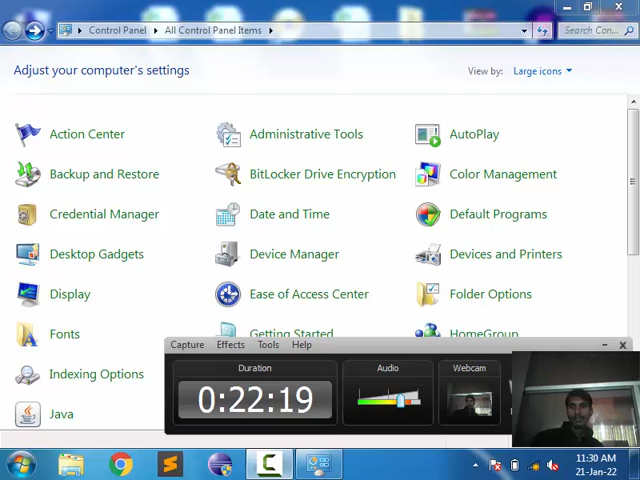 Control Panel ▸ All Control Panel Items ▸
Search Con...
Adjust your computer's settings
View by: Large icons
Action Center
Administrative Tools
AutoPlay
Backup and Restore
BitLocker Drive Encryption
Color Management
Credential Manager
Date and Time
Default Programs
Desktop Gadgets
Device Manager
Devices and Printers
Display
Ease of Access Center
Folder Options
Fonts
Getting Started
HomeGroup
Indexing Options
Java
Capture Effects Tools Help
Duration
Audio
Webcam
0:22:19
11:30 AM
21-Jan-22